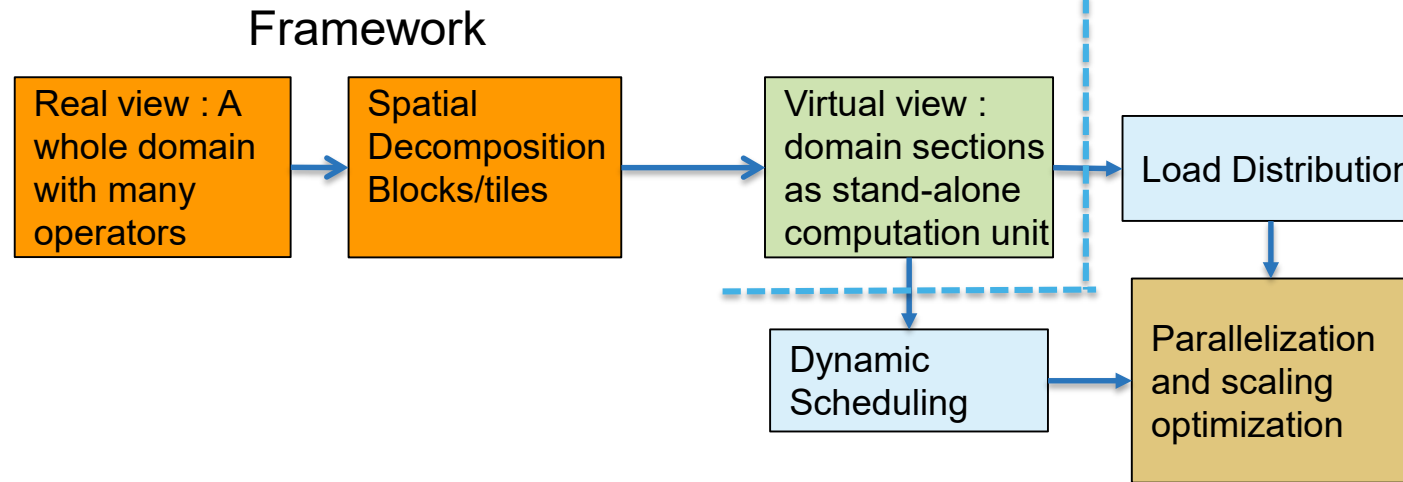 Framework
Real view : A
whole domain
with many
operators
Spatial
Decomposition
Blocks/tiles
Virtual view :
domain sections
as stand-alone
computation unit
Load Distribution
Dynamic
Scheduling
Parallelization
and scaling
optimization